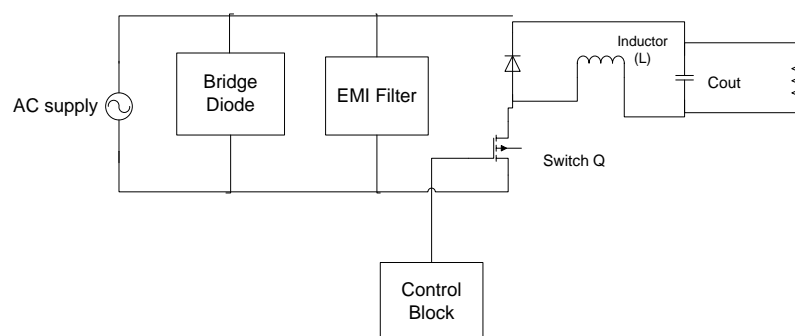 Inductor
(L)
Bridge
Diode
EMI Filter
Cout
AC supply
Switch Q
Control
Block